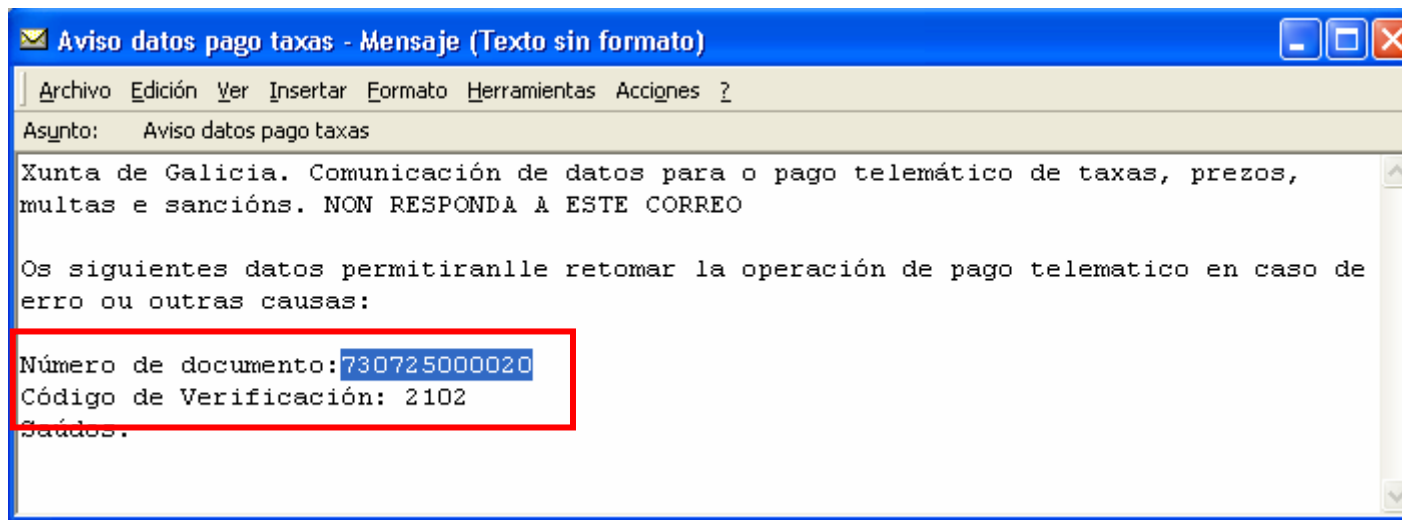 Aviso datos pago taxas - Mensaje (Texto sin formato)
Archivo Edición Ver Insertar Formato Herramientas Acciones ?
Asunto: Aviso datos pago taxas
Xunta de Galicia. Comunicación de datos para o pago telemático de taxas, prezos,
multas e sancións. NON RESPONDA A ESTE CORREO
Os siguientes datos permitiranlle retomar la operación de pago telematico en caso de
erro ou outras causas:
Número de documento:730725000020
Código de Verificación: 2102
Saúdos.